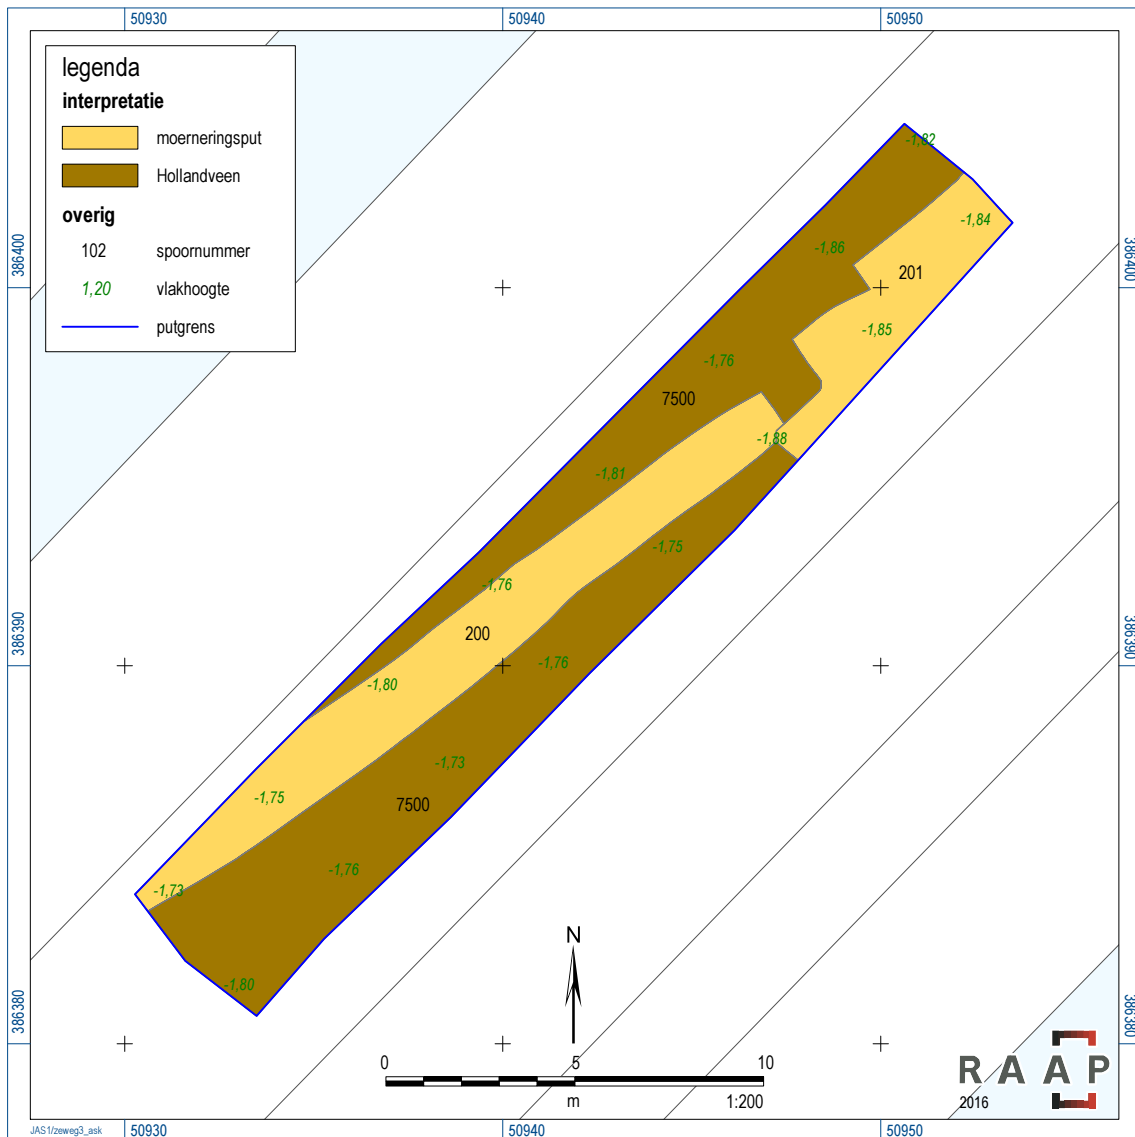 50930 50940 50950
legenda
interpretatie
moerneringsput
Hollandveen
overig
102 spoornummer
1,20 vlakhoogte
putgrens
-1,82
-1,84
-1,86
201
386400 386400
-1,85
-1,76
7500
-1,88
-1,81
-1,75
-1,76
200
-1,76
386390 386390
-1,80
-1,73
-1,75
7500
-1,76
-1,73
-1,80
N
386380 386380
0 5 10
m 1:200
RAAP
2016
JAS1/zeweg3_ask
50930 50940 50950